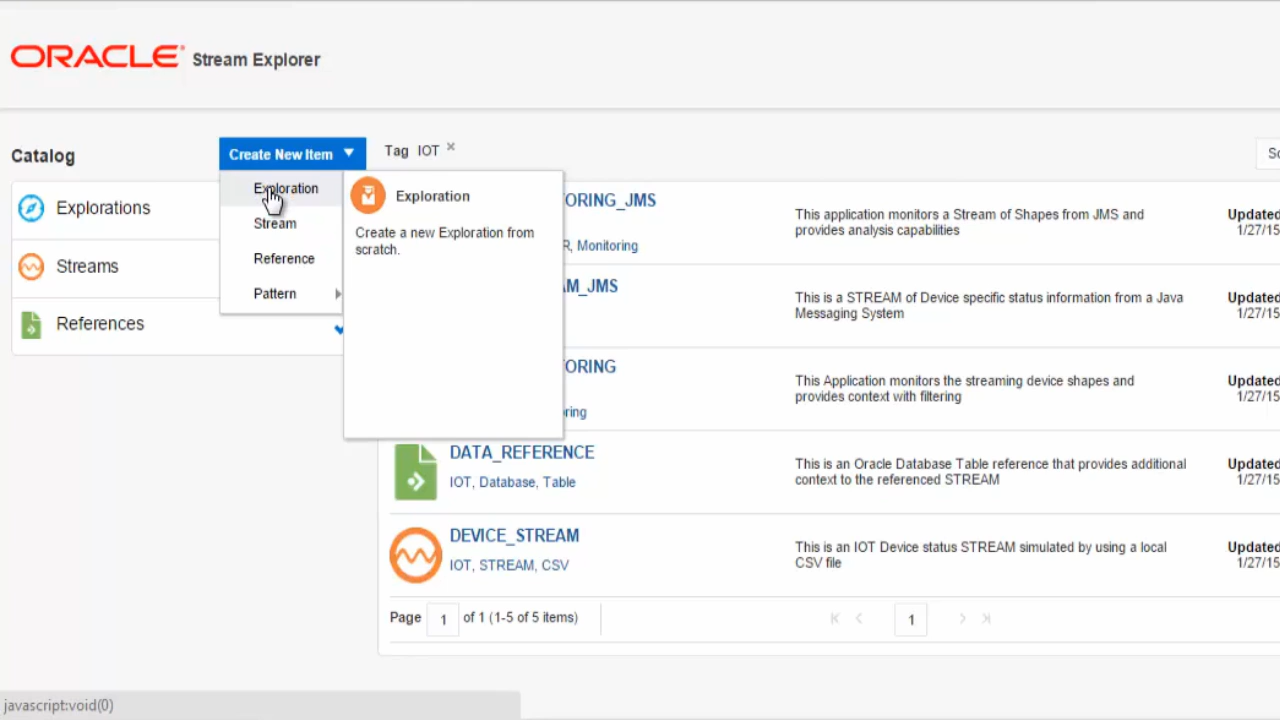 ORACLE Stream Explorer
Catalog
Create New Item
Tag IOT ×
Explorations
Streams
References
Exploration
Stream
Reference
Pattern
Exploration
Create a new Exploration from
scratch.
ORING_JMS
Monitoring
This application monitors a Stream of Shapes from JMS and
provides analysis capabilities
Updated
1/27/15
M_JMS
This is a STREAM of Device specific status information from a Java
Messaging System
Updated
1/27/15
ORING
ring
This Application monitors the streaming device shapes and
provides context with filtering
Updated
1/27/15
DATA_REFERENCE
IOT, Database, Table
This is an Oracle Database Table reference that provides additional
context to the referenced STREAM
Updated
1/27/15
DEVICE_STREAM
IOT, STREAM, CSV
This is an IOT Device status STREAM simulated by using a local
CSV file
Updated
1/27/15
Page 1 of 1 (1-5 of 5 items)
1
javascript:void(0)